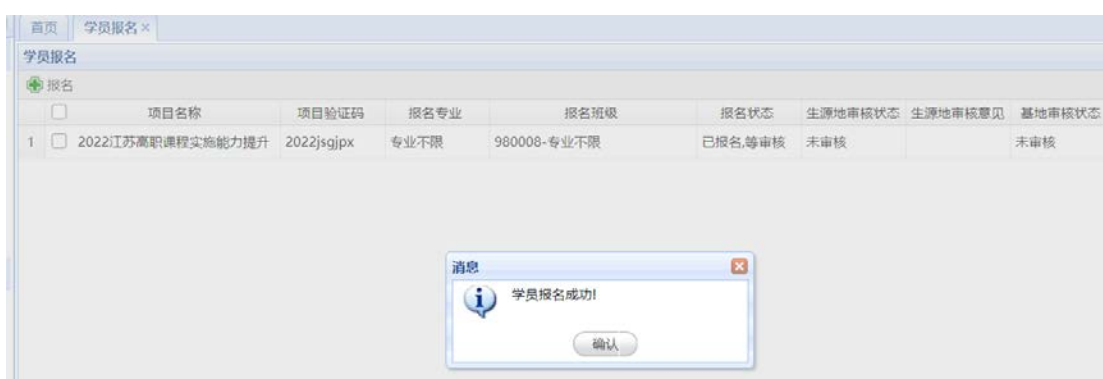 首页 学员报名×
学员报名
报名
项目名称 项目验证码 报名专业 报名班级 报名状态 生源地审核状态 生源地审核意见 基地审核状态
1 2022江苏高职课程实施能力提升 2022jsgjpx 专业不限 980008-专业不限 已报名,等审核 未审核 未审核
消息
学员报名成功!
确认